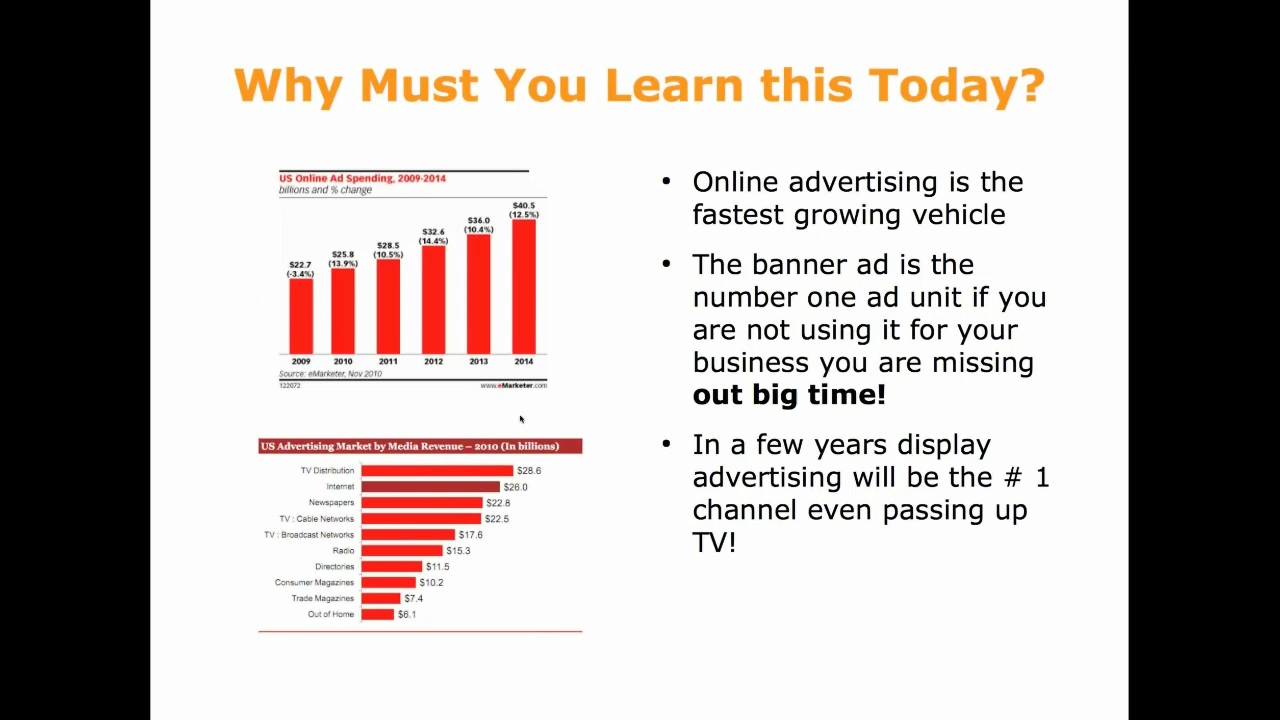 Why Must You Learn this Today?
US Online Ad Spending, 2009-2014
billions and % change
$22.7
(-3.4%)
$25.8
(13.9%)
$28.5
(10.5%)
$32.6
(14.4%)
$36.0
(10.4%)
$40.5
(12.5%)
2009 2010 2011 2012 2013 2014
Source: eMarketer, Nov 2010
122072 www.eMarketer.com
US Advertising Market by Media Revenue – 2010 (In billions)
TV Distribution $28.6
Internet $26.0
Newspapers $22.8
TV : Cable Networks $22.5
TV : Broadcast Networks $17.6
Radio $15.3
Directories $11.5
Consumer Magazines $10.2
Trade Magazines $7.4
Out of Home $6.1
• Online advertising is the
fastest growing vehicle
• The banner ad is the
number one ad unit if you
are not using it for your
business you are missing
out big time!
• In a few years display
advertising will be the # 1
channel even passing up
TV!